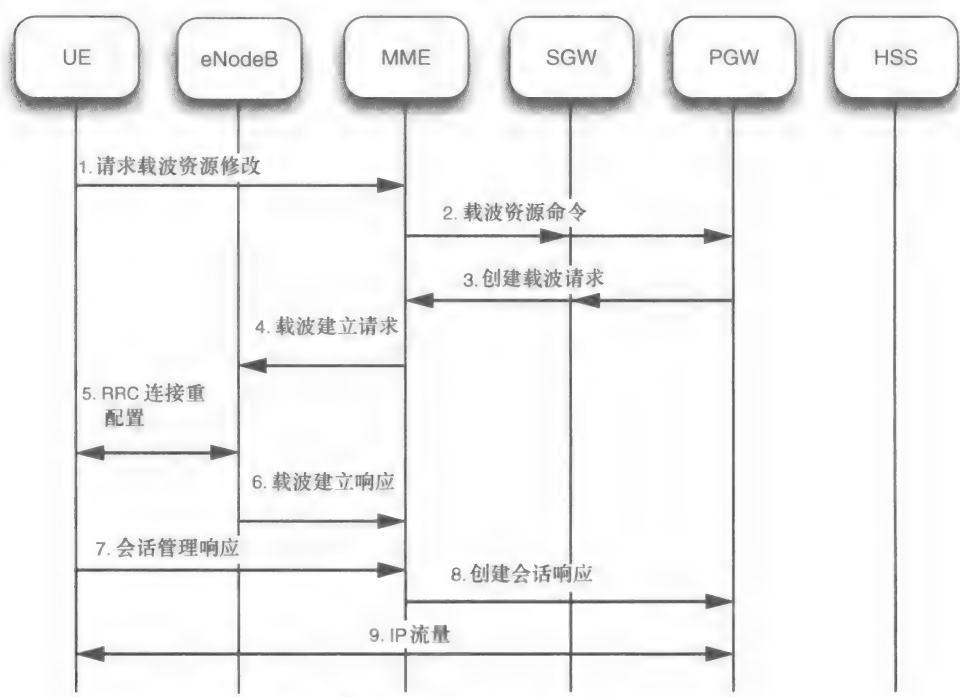 UE
eNodeB
MME
SGW
PGW
HSS
1.请求载波资源修改
2. 载波资源命令
3.创建载波请求
4. 载波建立请求
5. RRC 连接重
配置
6. 载波建立响应
7. 会话管理响应
8.创建会话响应
9. IP 流量